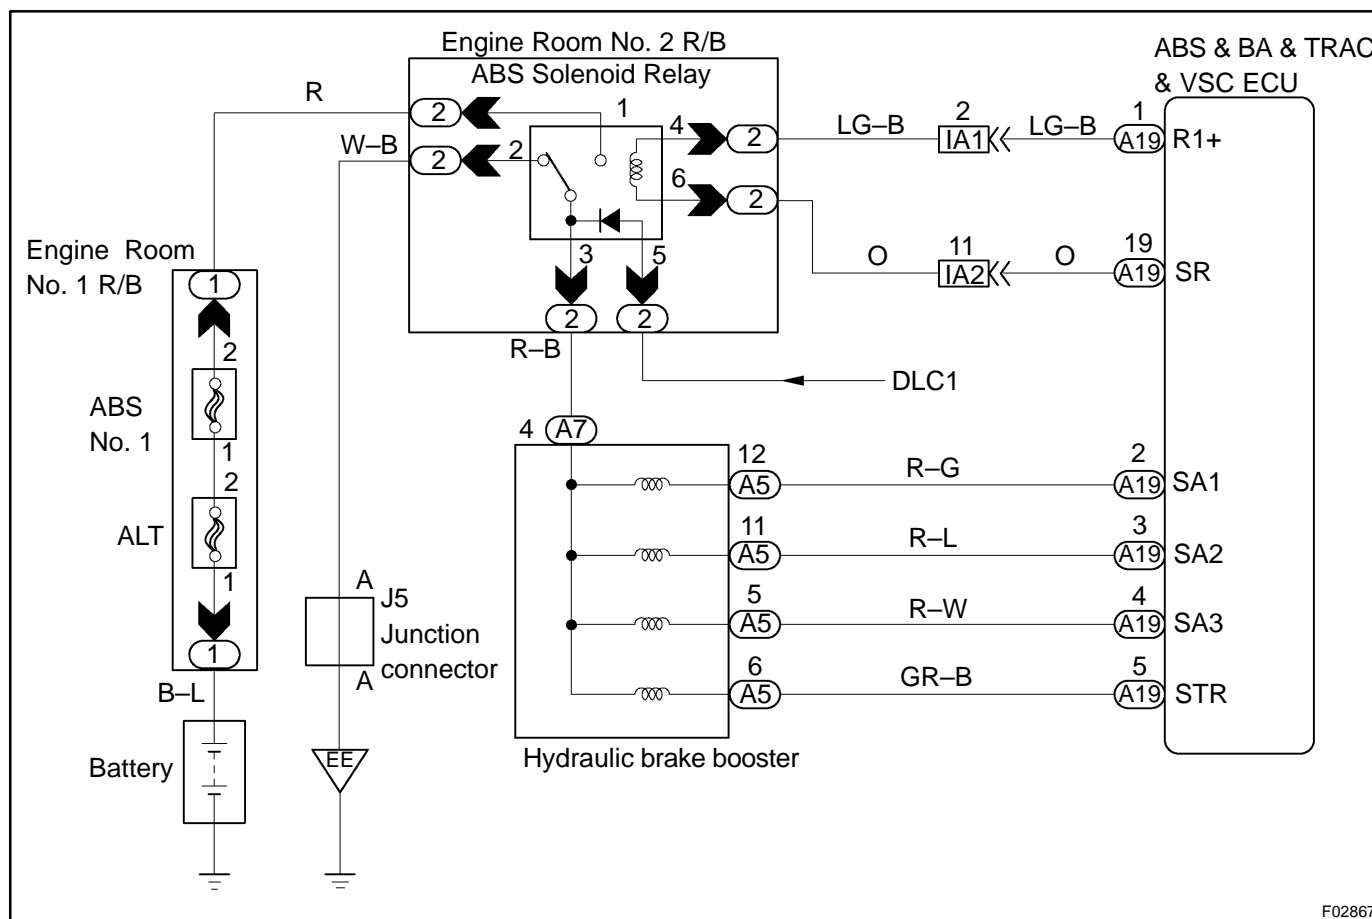 Engine Room No. 2 R/B
ABS Solenoid Relay
ABS & BA & TRAC
& VSC ECU
R
2
1
4
2
LG–B
2
IA1
LG–B
1
A19
R1+
W–B
2
2
6
2
3
5
O
11
IA2
O
19
A19
SR
Engine Room
No. 1 R/B
1
2
2
2
R–B
DLC1
ABS
No. 1
1
2
ALT
1
1
B–L
Battery
A
J5
Junction
connector
A
EE
4
A7
12
A5
R–G
2
A19
SA1
11
A5
R–L
3
A19
SA2
5
A5
R–W
4
A19
SA3
6
A5
GR–B
5
A19
STR
Hydraulic brake booster
F02867